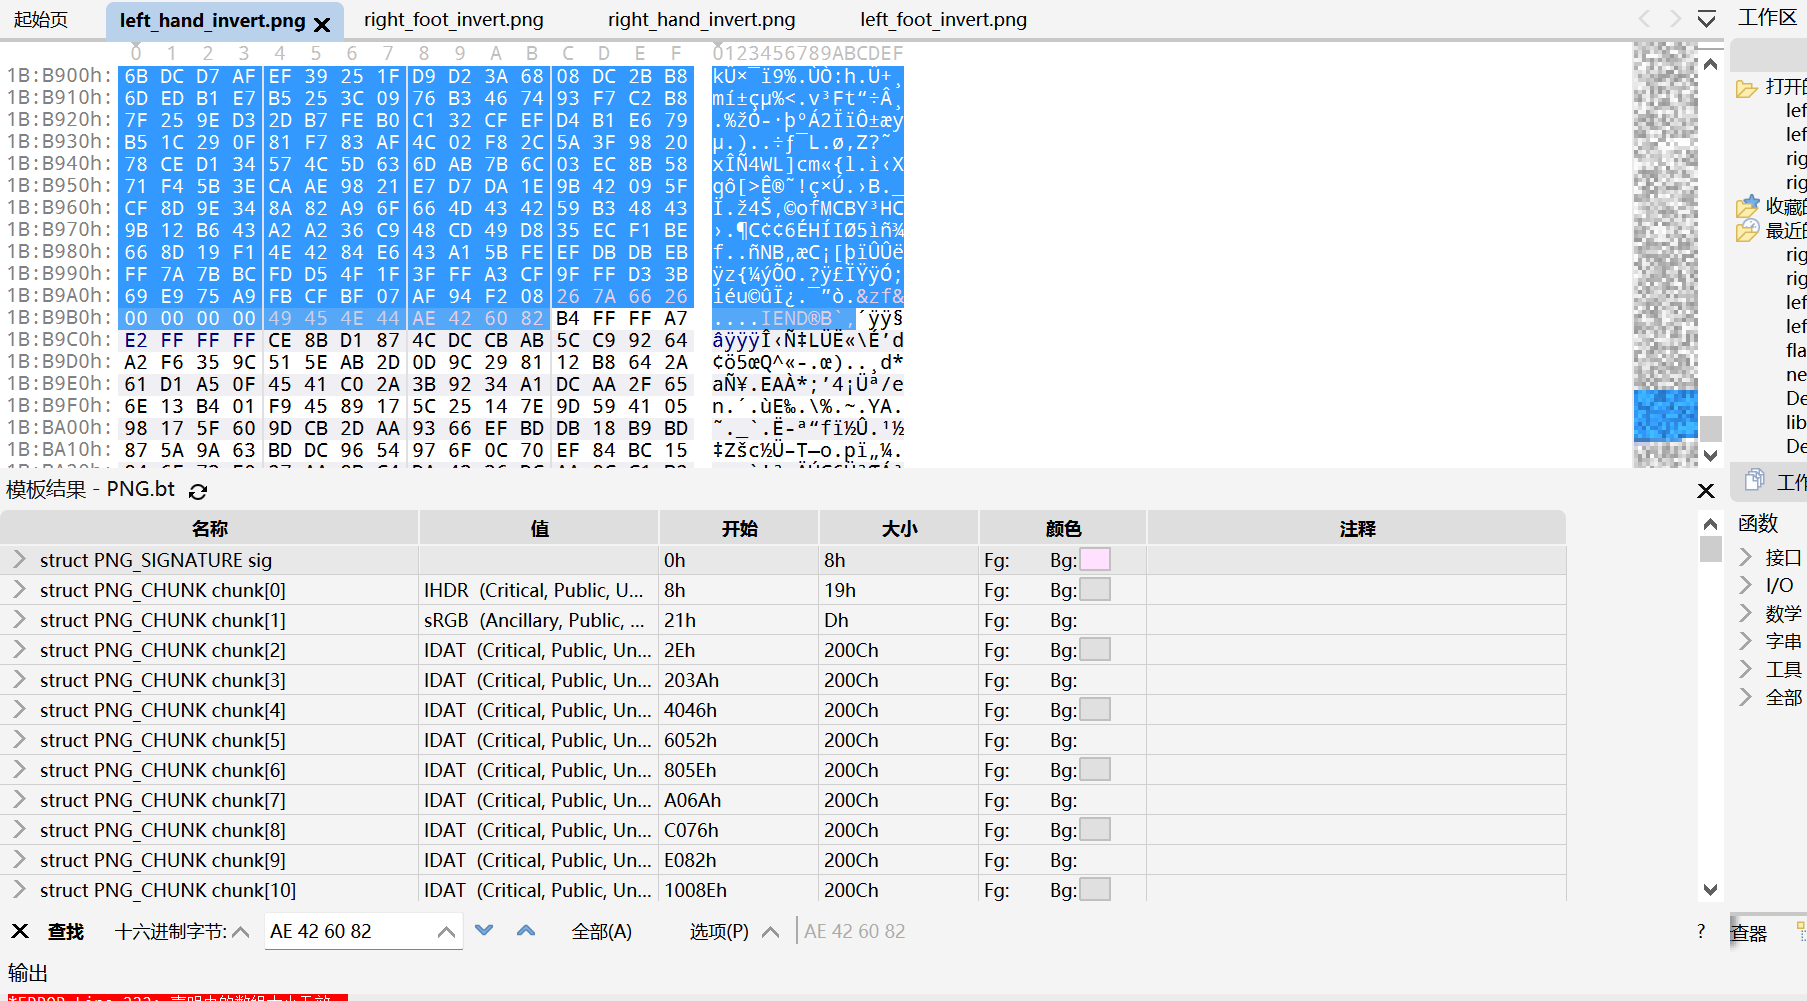 起始页 left_hand_invert.png right_foot_invert.png right_hand_invert.png left_foot_invert.png 工作区
0 1 2 3 4 5 6 7 8 9 A B C D E F 0123456789ABCDEF
1B:B900h: 6B DC D7 AF EF 39 25 1F D9 D2 3A 68 08 DC 2B B8 kÜ×¯ï9%.ÙÒ:h.Ü+¸
1B:B910h: 6D ED B1 E7 B5 25 3C 09 76 B3 46 74 93 F7 C2 B8 mí±çµ%<.v³Ft“÷Â¸
1B:B920h: 7F 25 9E D3 2D B7 FE B0 C1 32 CF EF D4 B1 E6 79 .%žÓ-·þ°Á2ÏïÔ±æy
1B:B930h: B5 1C 29 0F 81 F7 83 AF 4C 02 F8 2C 5A 3F 98 20 µ.)..÷ƒ¯L.ø,Z?˜
1B:B940h: 78 CE D1 34 57 4C 5D 63 6D AB 7B 6C 03 EC 8B 58 xÎÑ4WL]cm«{l.ì‹X
1B:B950h: 71 F4 5B 3E CA AE 98 21 E7 D7 DA 1E 9B 42 09 5F qô[>Ê®˜!ç×Ú.›B._
1B:B960h: CF 8D 9E 34 8A 82 A9 6F 66 4D 43 42 59 B3 48 43 Ï.ž4Š‚©ofMCBY³HC
1B:B970h: 9B 12 B6 43 A2 A2 36 C9 48 CD 49 D8 35 EC F1 BE ›.¶C¢¢6ÉHÍIØ5ìñ¾
1B:B980h: 66 8D 19 F1 4E 42 84 E6 43 A1 5B FE EF DB DB EB f..ñNB„æC¡[þïÛÛë
1B:B990h: FF 7A 7B BC FD D5 4F 1F 3F FF A3 CF 9F FF D3 3B ÿz{¼ýÕO.?ÿ£ÏŸÿÓ;
1B:B9A0h: 69 E9 75 A9 FB CF BF 07 AF 94 F2 08 26 7A 66 26 iéu©ûÏ¿.¯”ò.&zf&
1B:B9B0h: 00 00 00 00 49 45 4E 44 AE 42 60 82 B4 FF FF A7 ....IEND®B`‚´ÿÿ§
1B:B9C0h: E2 FF FF FF CE 8B D1 87 4C DC CB AB 5C C9 92 64 âÿÿÿÎ‹Ñ‡LÜË«\É’d
1B:B9D0h: A2 F6 35 9C 51 5E AB 2D 0D 9C 29 81 12 B8 64 2A ¢ö5œQ^«-.œ)..¸d*
1B:B9E0h: 61 D1 A5 0F 45 41 C0 2A 3B 92 34 A1 DC AA 2F 65 aÑ¥.EAÀ*;’4¡Üª/e
1B:B9F0h: 6E 13 B4 01 F9 45 89 17 5C 25 14 7E 9D 59 41 05 n.´.ùE‰.\%.~.YA.
1B:BA00h: 98 17 5F 60 9D CB 2D AA 93 66 EF BD DB 18 B9 BD ˜._`.Ë-ª“fï½Û.¹½
1B:BA10h: 87 5A 9A 63 BD DC 96 54 97 6F 0C 70 EF 84 BC 15 ‡Zšc½Ü–T—o.pï„¼.
打开的
lef
lef
rig
rig
收藏的
最近的
rig
rig
lef
lef
fla
ne
De
lib
De
模板结果 - PNG.bt
名称 值 开始 大小 颜色 注释
struct PNG_SIGNATURE sig 0h 8h Fg: Bg:
struct PNG_CHUNK chunk[0] IHDR (Critical, Public, U... 8h 19h Fg: Bg:
struct PNG_CHUNK chunk[1] sRGB (Ancillary, Public, ... 21h Dh Fg: Bg:
struct PNG_CHUNK chunk[2] IDAT (Critical, Public, Un... 2Eh 200Ch Fg: Bg:
struct PNG_CHUNK chunk[3] IDAT (Critical, Public, Un... 203Ah 200Ch Fg: Bg:
struct PNG_CHUNK chunk[4] IDAT (Critical, Public, Un... 4046h 200Ch Fg: Bg:
struct PNG_CHUNK chunk[5] IDAT (Critical, Public, Un... 6052h 200Ch Fg: Bg:
struct PNG_CHUNK chunk[6] IDAT (Critical, Public, Un... 805Eh 200Ch Fg: Bg:
struct PNG_CHUNK chunk[7] IDAT (Critical, Public, Un... A06Ah 200Ch Fg: Bg:
struct PNG_CHUNK chunk[8] IDAT (Critical, Public, Un... C076h 200Ch Fg: Bg:
struct PNG_CHUNK chunk[9] IDAT (Critical, Public, Un... E082h 200Ch Fg: Bg:
struct PNG_CHUNK chunk[10] IDAT (Critical, Public, Un... 1008Eh 200Ch Fg: Bg:
工作
函数
接口
I/O
数学
字串
工具
全部
查找 十六进制字节: AE 42 60 82 全部(A) 选项(P) AE 42 60 82 ? 查器
输出